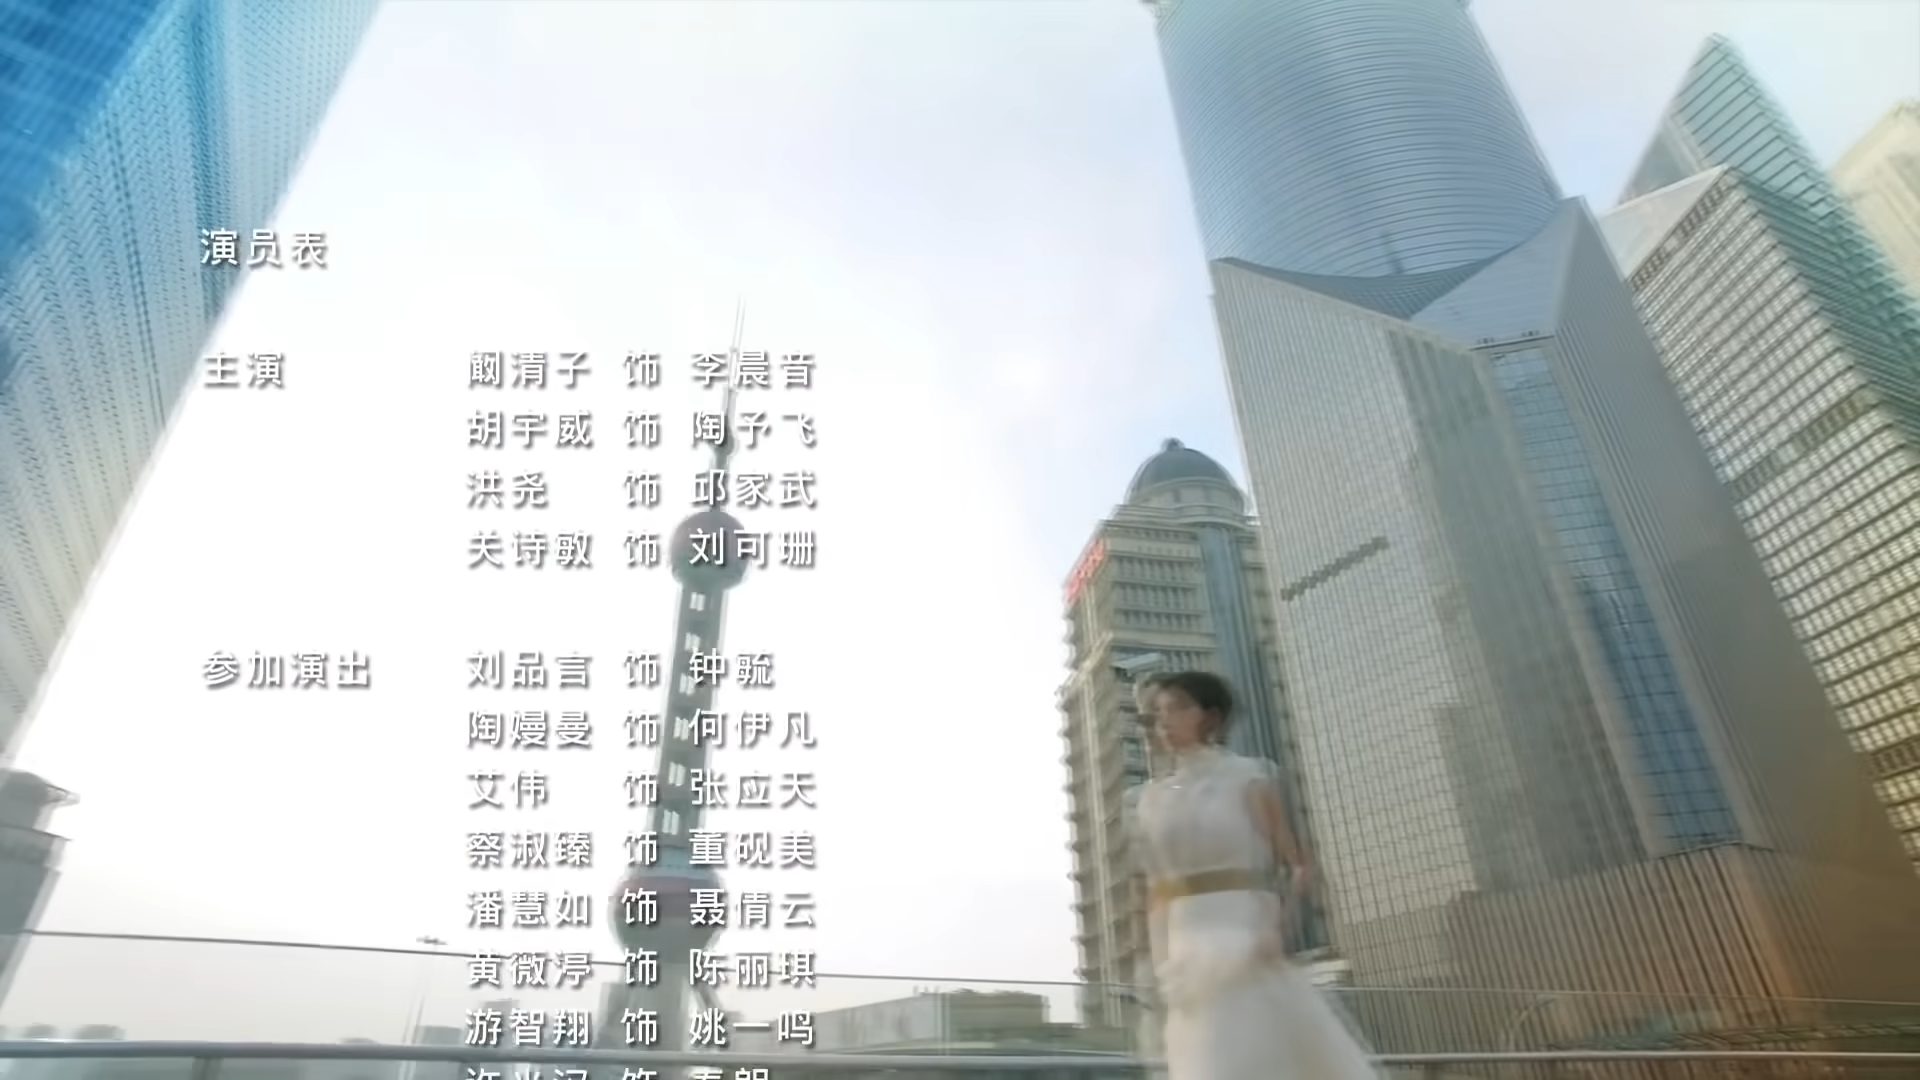 演员表
主演 阚清子 饰 李晨音
胡宇威 饰 陶予飞
洪尧 饰 邱家武
关诗敏 饰 刘可珊
参加演出 刘品言 饰 钟毓
陶嫚曼 饰 何伊凡
艾伟 饰 张应天
蔡淑臻 饰 董砚美
潘慧如 饰 聂倩云
黄薇渟 饰 陈丽琪
游智翔 饰 姚一鸣